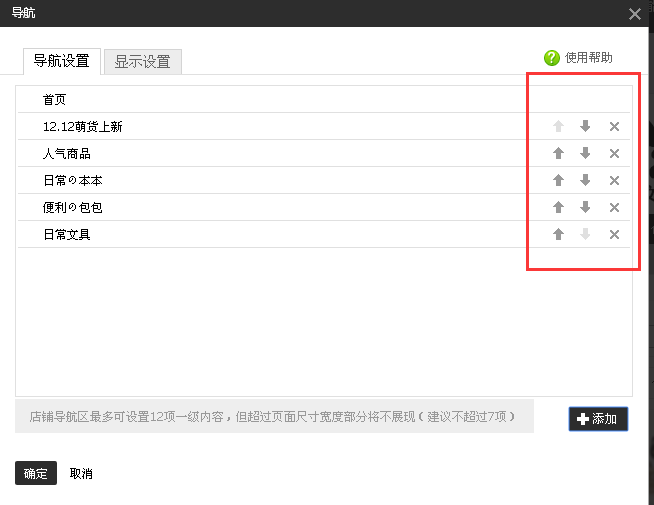 导航
导航设置
显示设置
使用帮助
首页
12.12萌货上新
人气商品
日常の本本
便利の包包
日常文具
店铺导航区最多可设置12项一级内容，但超过页面尺寸宽度部分将不展现（建议不超过7项）
添加
确定
取消